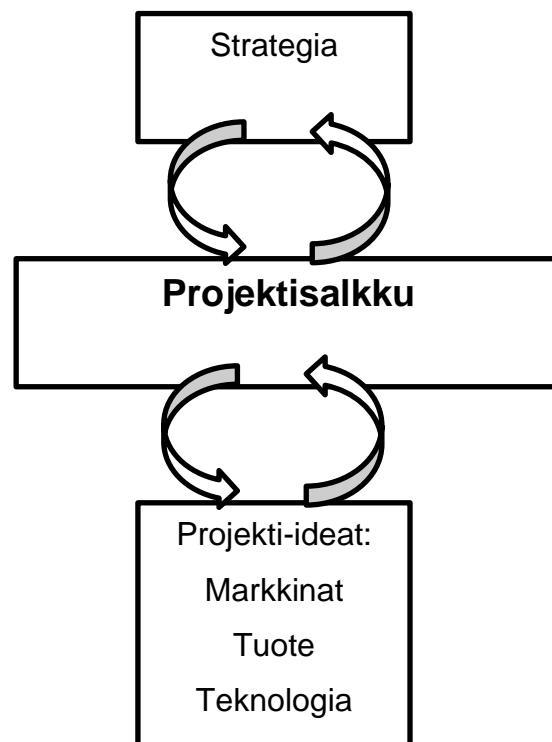 Strategia
Projektisalkku
Projekti-ideat:
Markkinat
Tuote
Teknologia